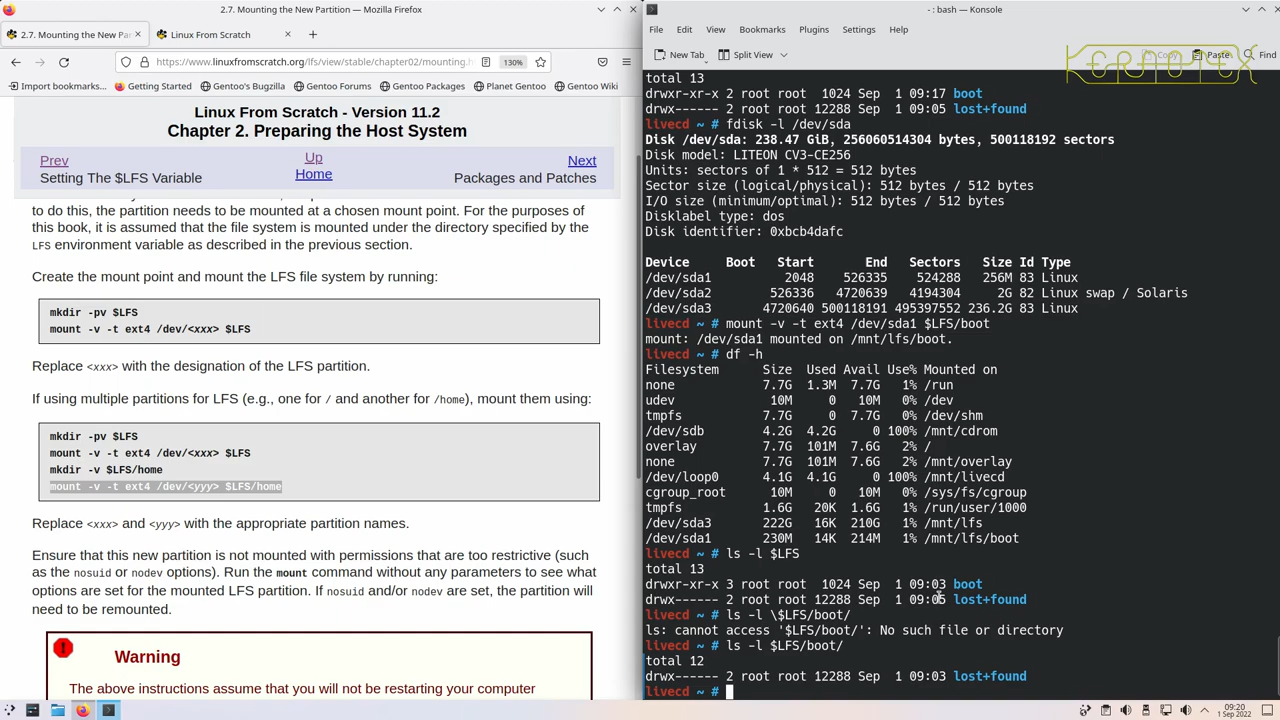 2.7. Mounting the New Partition — Mozilla Firefox
2.7. Mounting the New Par
Linux From Scratch
https://www.linuxfromscratch.org/lfs/view/stable/chapter02/mounting.h
130%
Import bookmarks...
Getting Started
Gentoo's Bugzilla
Gentoo Forums
Gentoo Packages
Planet Gentoo
Gentoo Wiki
Linux From Scratch - Version 11.2
Chapter 2. Preparing the Host System
Prev
Up
Next
Setting The $LFS Variable
Home
Packages and Patches
to do this, the partition needs to be mounted at a chosen mount point. For the purposes of
this book, it is assumed that the file system is mounted under the directory specified by the
LFS environment variable as described in the previous section.
Create the mount point and mount the LFS file system by running:
mkdir -pv $LFS
mount -v -t ext4 /dev/<xxx> $LFS
Replace <xxx> with the designation of the LFS partition.
If using multiple partitions for LFS (e.g., one for / and another for /home), mount them using:
mkdir -pv $LFS
mount -v -t ext4 /dev/<xxx> $LFS
mkdir -v $LFS/home
mount -v -t ext4 /dev/<yyy> $LFS/home
Replace <xxx> and <yyy> with the appropriate partition names.
Ensure that this new partition is not mounted with permissions that are too restrictive (such
as the nosuid or nodev options). Run the mount command without any parameters to see what
options are set for the mounted LFS partition. If nosuid and/or nodev are set, the partition will
need to be remounted.
Warning
The above instructions assume that you will not be restarting your computer
- : bash — Konsole
File Edit View Bookmarks Plugins Settings Help
New Tab Split View Copy Paste Find
total 13
drwxr-xr-x 2 root root 1024 Sep 1 09:17 boot
drwx------ 2 root root 12288 Sep 1 09:05 lost+found
livecd ~ # fdisk -l /dev/sda
Disk /dev/sda: 238.47 GiB, 256060514304 bytes, 500118192 sectors
Disk model: LITEON CV3-CE256
Units: sectors of 1 * 512 = 512 bytes
Sector size (logical/physical): 512 bytes / 512 bytes
I/O size (minimum/optimal): 512 bytes / 512 bytes
Disklabel type: dos
Disk identifier: 0xbcb4dafc
Device Boot Start End Sectors Size Id Type
/dev/sda1 2048 526335 524288 256M 83 Linux
/dev/sda2 526336 4720639 4194304 2G 82 Linux swap / Solaris
/dev/sda3 4720640 500118191 495397552 236.2G 83 Linux
livecd ~ # mount -v -t ext4 /dev/sda1 $LFS/boot
mount: /dev/sda1 mounted on /mnt/lfs/boot.
livecd ~ # df -h
Filesystem Size Used Avail Use% Mounted on
none 7.7G 1.3M 7.7G 1% /run
udev 10M 0 10M 0% /dev
tmpfs 7.7G 0 7.7G 0% /dev/shm
/dev/sdb 4.2G 4.2G 0 100% /mnt/cdrom
overlay 7.7G 101M 7.6G 2% /
none 7.7G 101M 7.6G 2% /mnt/overlay
/dev/loop0 4.1G 4.1G 0 100% /mnt/livecd
cgroup_root 10M 0 10M 0% /sys/fs/cgroup
tmpfs 1.6G 20K 1.6G 1% /run/user/1000
/dev/sda3 222G 16K 210G 1% /mnt/lfs
/dev/sda1 230M 14K 214M 1% /mnt/lfs/boot
livecd ~ # ls -l $LFS
total 13
drwxr-xr-x 3 root root 1024 Sep 1 09:03 boot
drwx------ 2 root root 12288 Sep 1 09:05 lost+found
livecd ~ # ls -l \$LFS/boot/
ls: cannot access '$LFS/boot/': No such file or directory
livecd ~ # ls -l $LFS/boot/
total 12
drwx------ 2 root root 12288 Sep 1 09:03 lost+found
livecd ~ #
09:20
1 Sep 2022